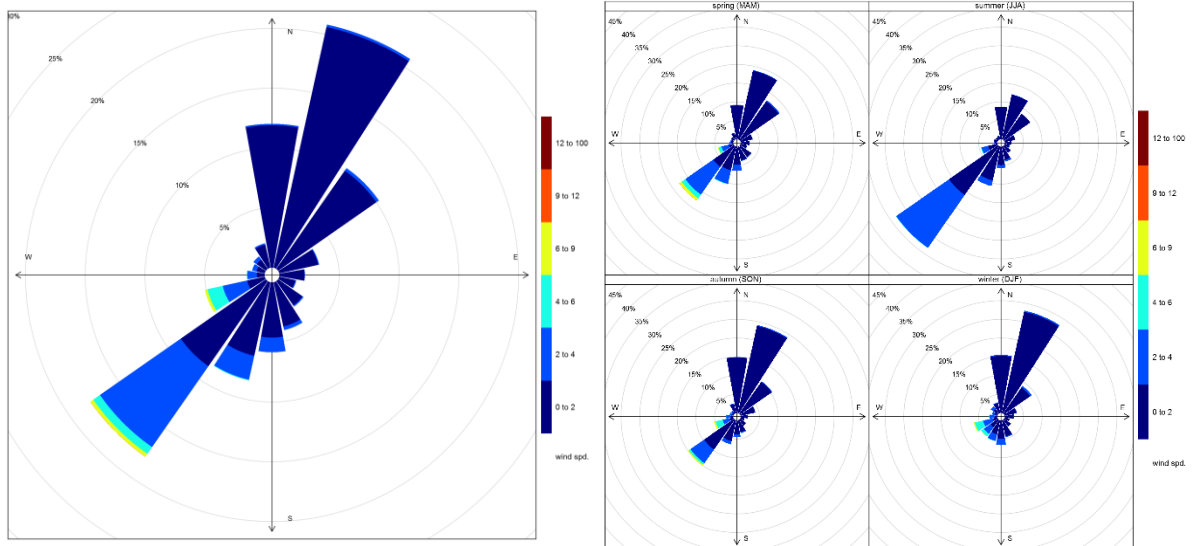 30%
N
25%
20%
15%
10%
5%
W
E
S
12 to 100
9 to 12
6 to 9
4 to 6
2 to 4
0 to 2
wind spd.
spring (MAM)
45%
40%
35%
30%
25%
20%
15%
10%
5%
N
W
E
S
summer (JJA)
45%
40%
35%
30%
25%
20%
15%
10%
5%
N
W
E
S
autumn (SON)
45%
40%
35%
30%
25%
20%
15%
10%
5%
N
W
E
S
winter (DJF)
45%
40%
35%
30%
25%
20%
15%
10%
5%
N
W
E
S
12 to 100
9 to 12
6 to 9
4 to 6
2 to 4
0 to 2
wind spd.